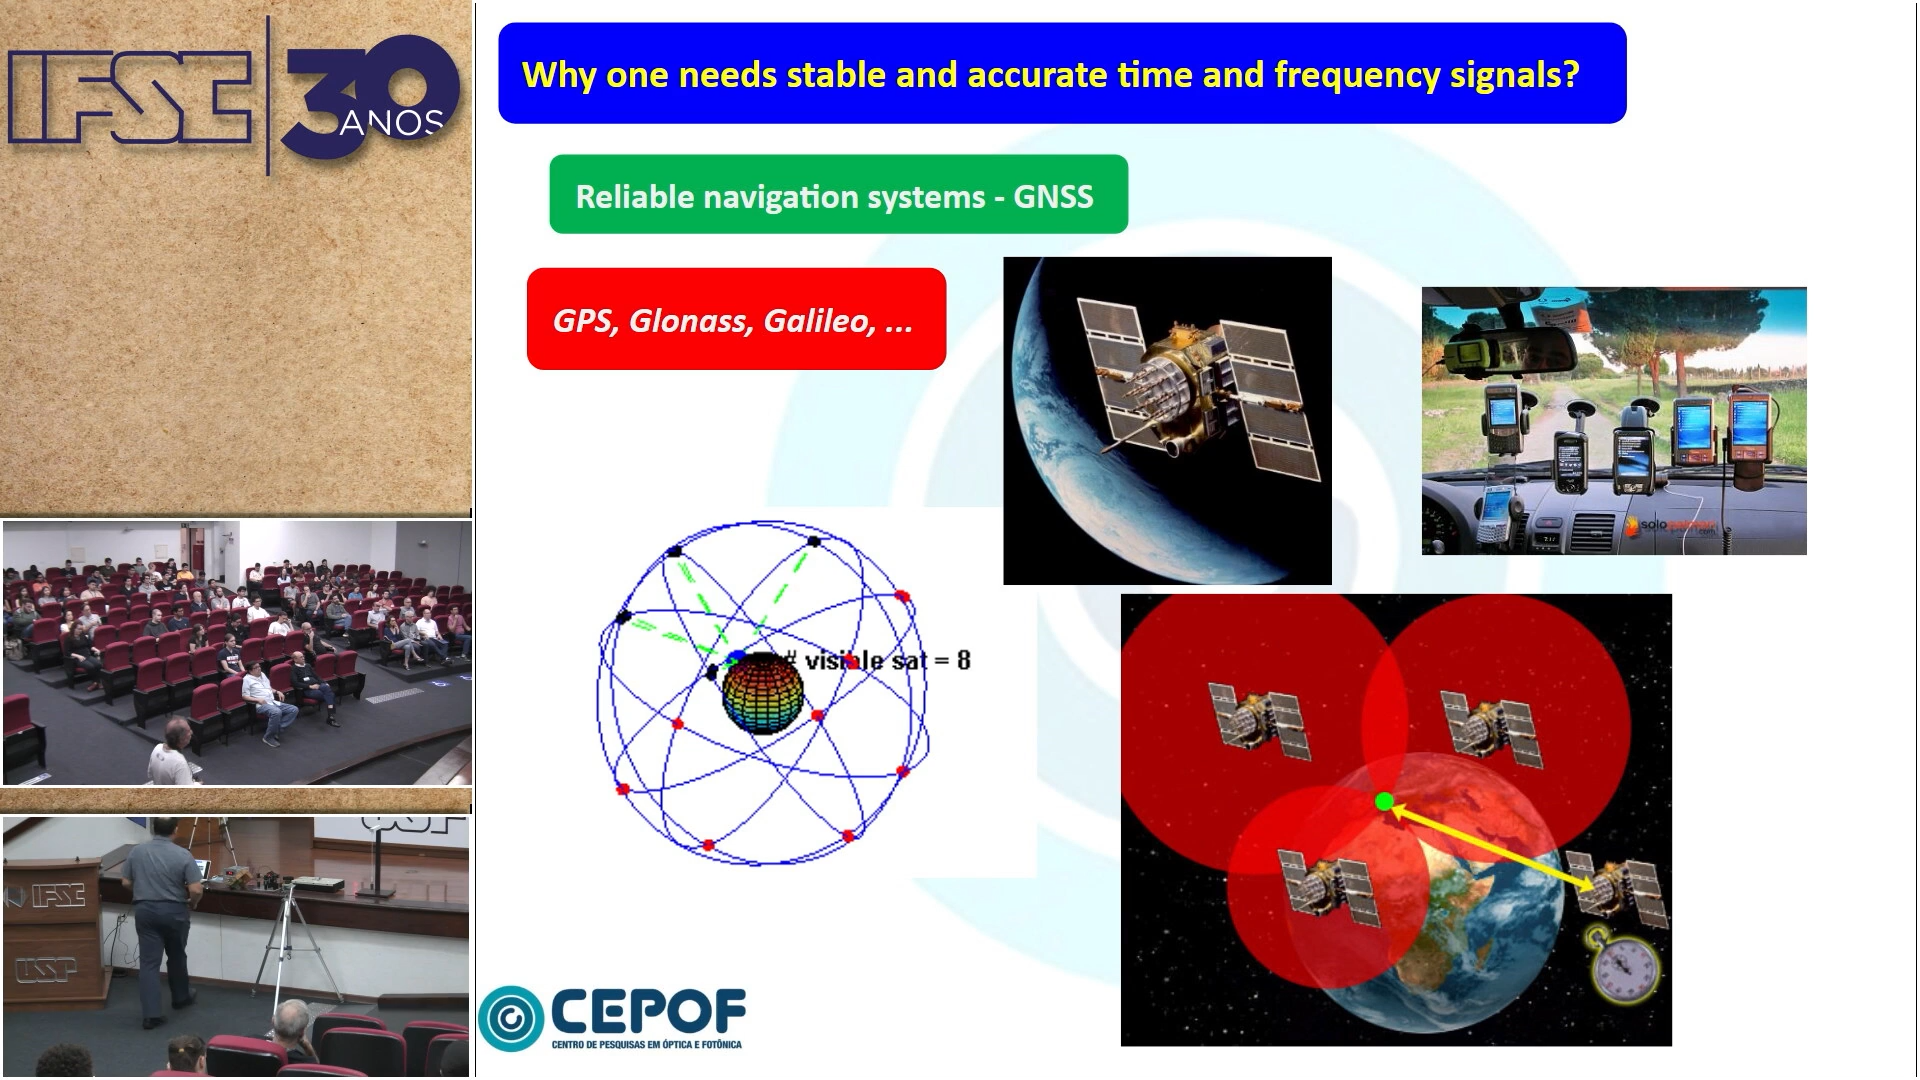 IFSC
30
ANOS
Why one needs stable and accurate time and frequency signals?
Reliable navigation systems - GNSS
GPS, Glonass, Galileo, ...
# visible sat = 8
CEPOF
CENTRO DE PESQUISAS EM ÓPTICA E FOTÔNICA
USP
IFSC
USP